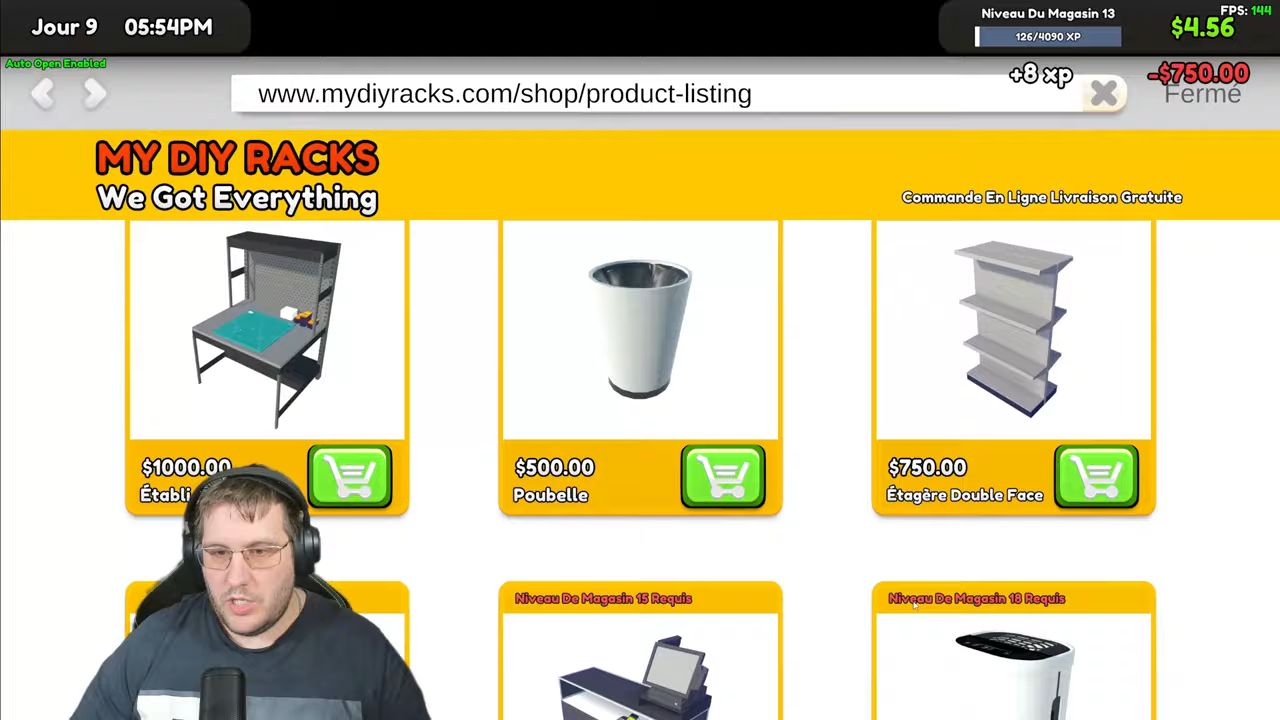 Jour 9 05:54PM
Niveau Du Magasin 13
126/4090 XP
FPS: 144
$4.56
Auto Open Enabled
+8 xp
-$750.00
www.mydiyracks.com/shop/product-listing
Fermé
MY DIY RACKS
We Got Everything
Commande En Ligne Livraison Gratuite
$1000.00
Établi
$500.00
Poubelle
$750.00
Étagère Double Face
Niveau De Magasin 15 Requis
Niveau De Magasin 18 Requis